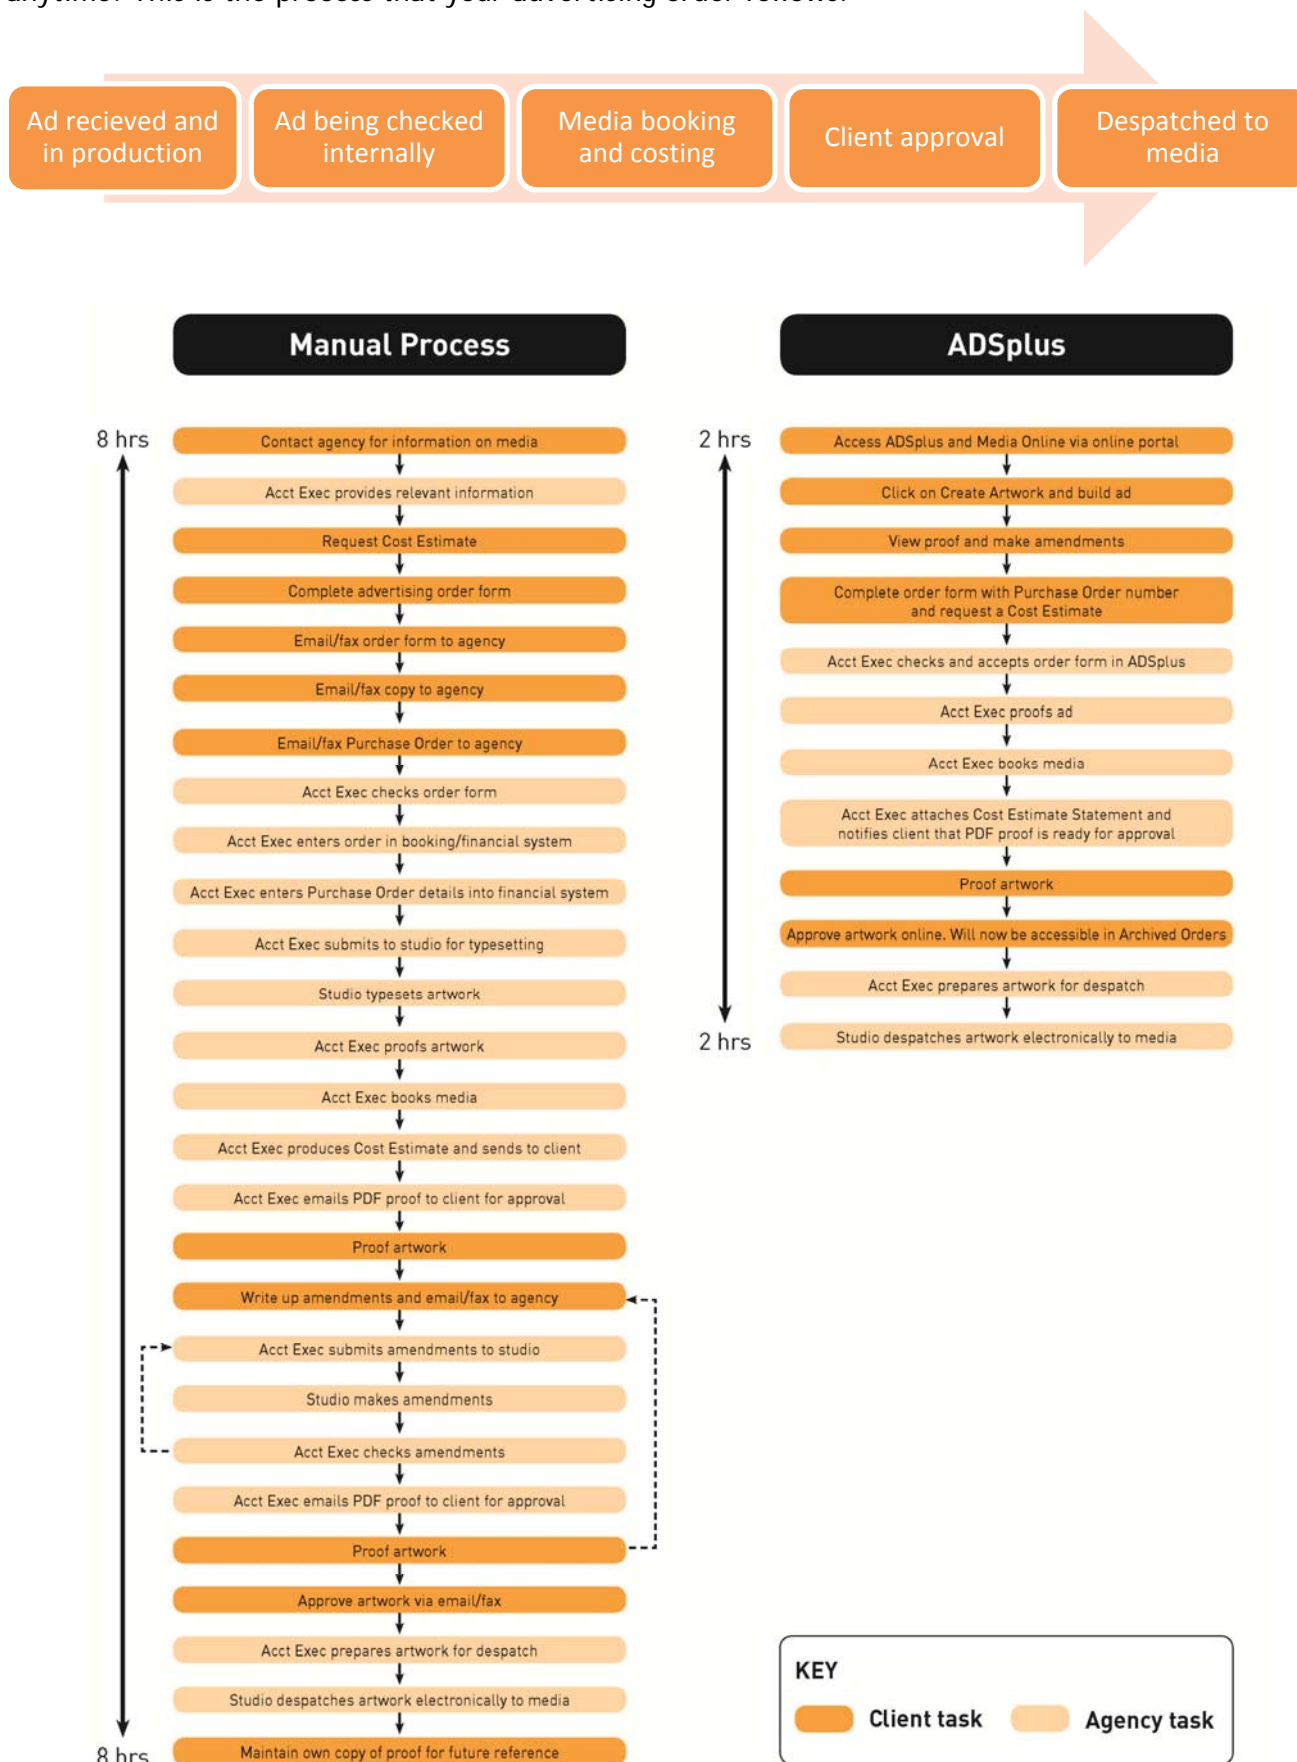 anytime. This is the process that your advertising order follows:
Ad recieved and
in production
Ad being checked
internally
Media booking
and costing
Client approval
Despatched to
media
Manual Process
8 hrs
Contact agency for information on media
Acct Exec provides relevant information
Request Cost Estimate
Complete advertising order form
Email/fax order form to agency
Email/fax copy to agency
Email/fax Purchase Order to agency
Acct Exec checks order form
Acct Exec enters order in booking/financial system
Acct Exec enters Purchase Order details into financial system
Acct Exec submits to studio for typesetting
Studio typesets artwork
Acct Exec proofs artwork
Acct Exec books media
Acct Exec produces Cost Estimate and sends to client
Acct Exec emails PDF proof to client for approval
Proof artwork
Write up amendments and email/fax to agency
Acct Exec submits amendments to studio
Studio makes amendments
Acct Exec checks amendments
Acct Exec emails PDF proof to client for approval
Proof artwork
Approve artwork via email/fax
Acct Exec prepares artwork for despatch
Studio despatches artwork electronically to media
Maintain own copy of proof for future reference
8 hrs
ADSplus
2 hrs
Access ADSplus and Media Online via online portal
Click on Create Artwork and build ad
View proof and make amendments
Complete order form with Purchase Order number
and request a Cost Estimate
Acct Exec checks and accepts order form in ADSplus
Acct Exec proofs ad
Acct Exec books media
Acct Exec attaches Cost Estimate Statement and
notifies client that PDF proof is ready for approval
Proof artwork
Approve artwork online. Will now be accessible in Archived Orders
Acct Exec prepares artwork for despatch
Studio despatches artwork electronically to media
2 hrs
KEY
Client task
Agency task